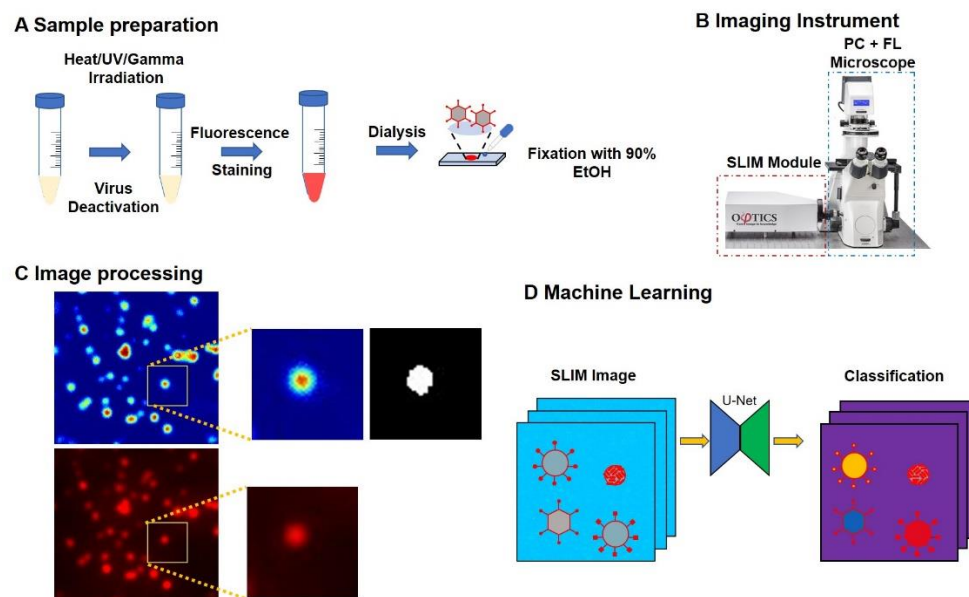 A Sample preparation
Heat/UV/Gamma
Irradiation
Virus
Deactivation
Fluorescence
Staining
Dialysis
Fixation with 90%
EtOH
B Imaging Instrument
PC + FL
Microscope
SLIM Module
OφTICS
C Image processing
D Machine Learning
SLIM Image
U-Net
Classification